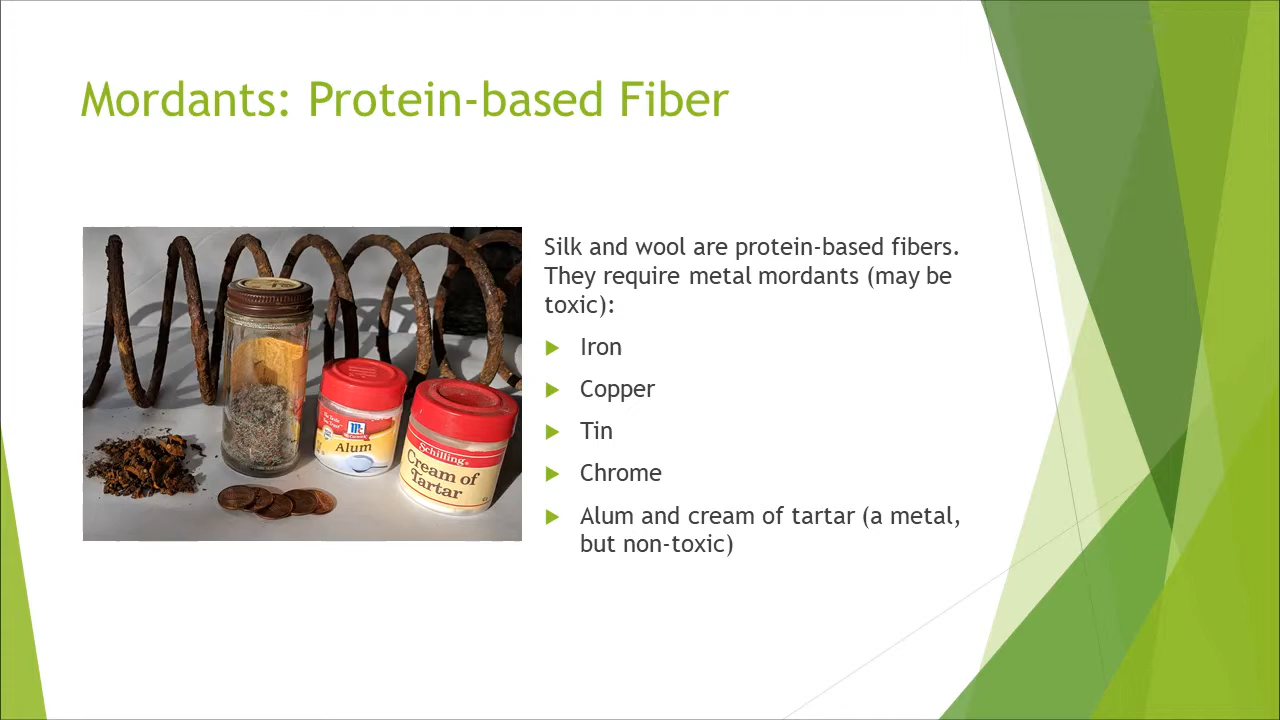 Mordants: Protein-based Fiber
Silk and wool are protein-based fibers.
They require metal mordants (may be
toxic):
Iron
Copper
Tin
Chrome
Alum and cream of tartar (a metal,
but non-toxic)
McCormick
Alum
Schilling
Cream of
Tartar